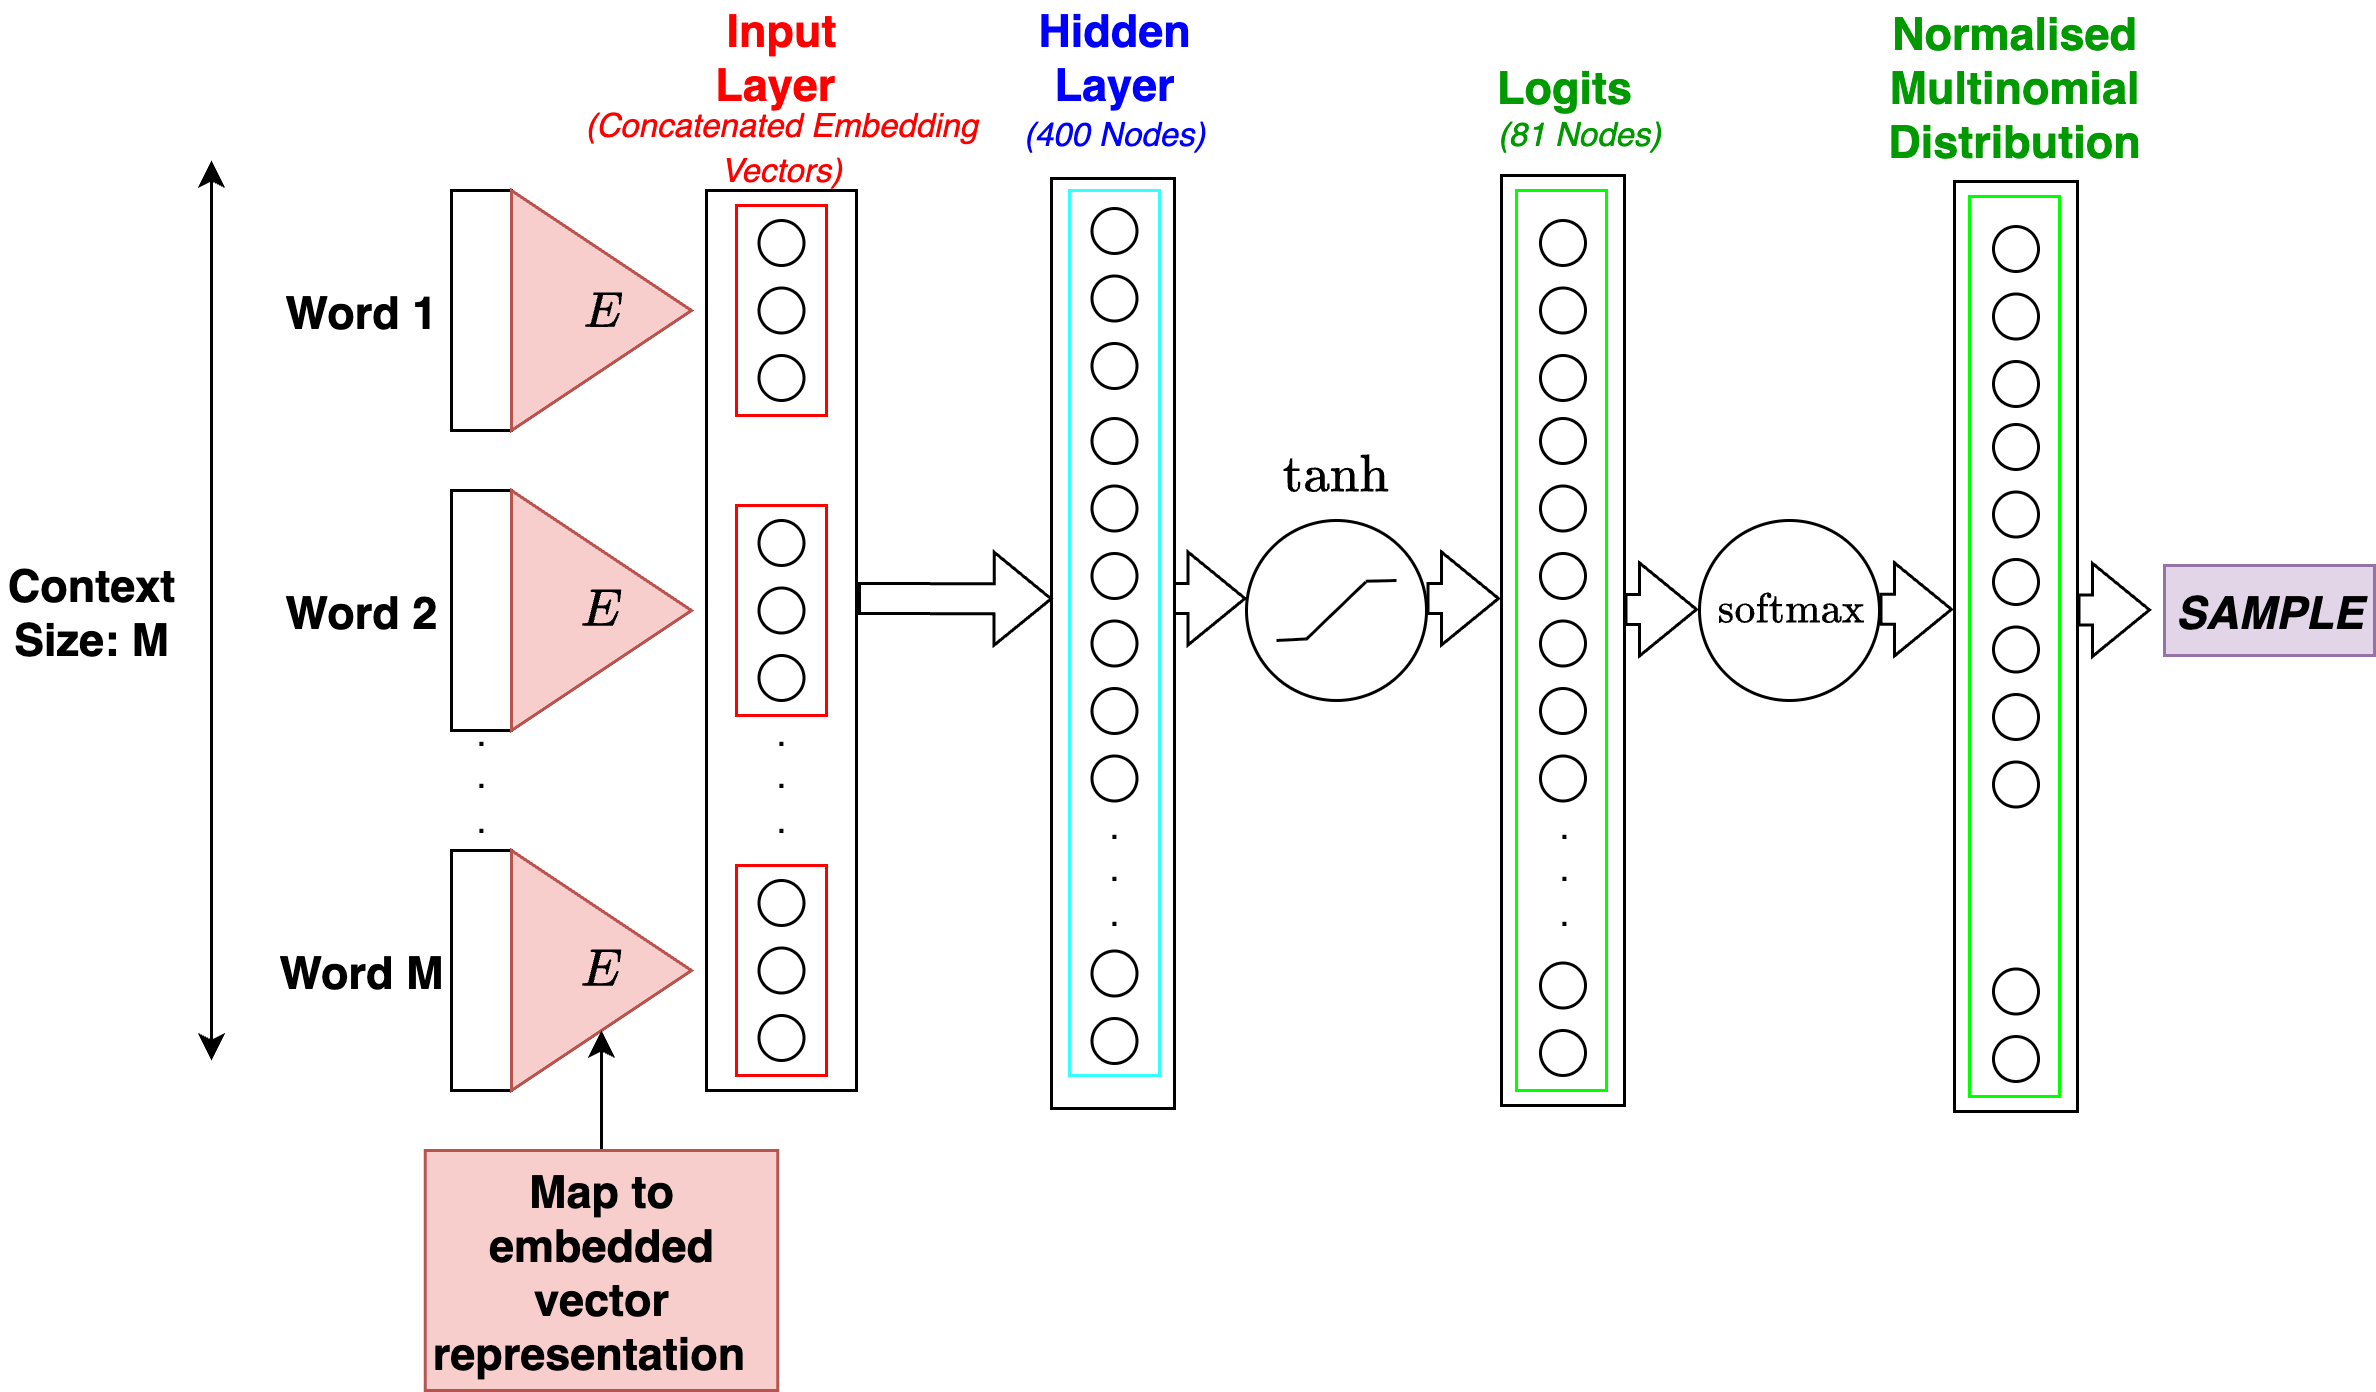 Input
Layer
(Concatenated Embedding
Vectors)
Hidden
Layer
(400 Nodes)
Logits
(81 Nodes)
Normalised
Multinomial
Distribution
Context
Size: M
Word 1
E
Word 2
E
.
.
.
.
.
.
Word M
E
Map to
embedded
vector
representation
.
.
.
tanh
.
.
.
softmax
SAMPLE